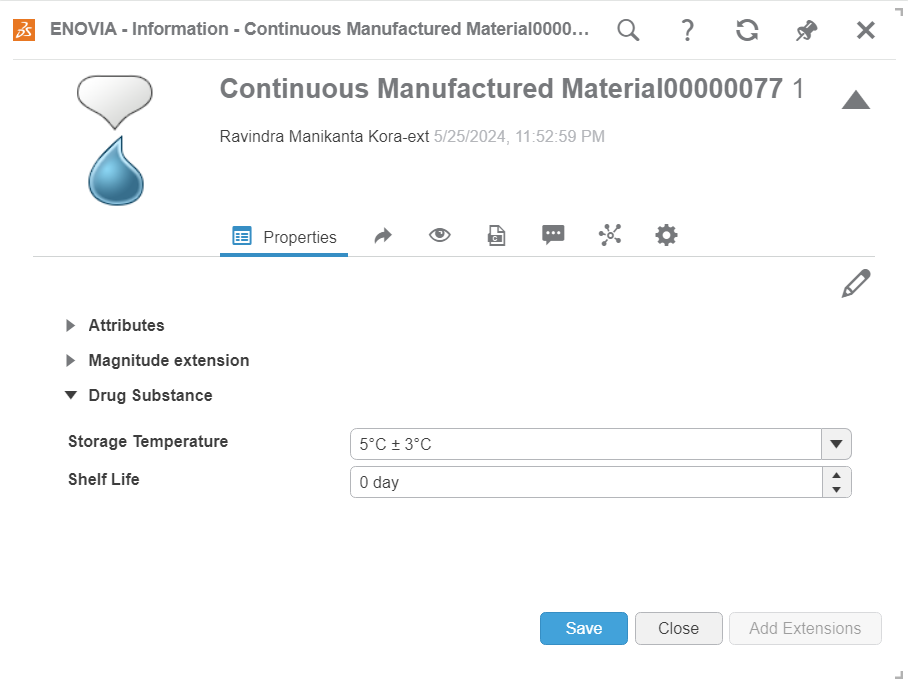 ENOVIA - Information - Continuous Manufactured Material0000...
?
Continuous Manufactured Material00000077 1
Ravindra Manikanta Kora-ext 5/25/2024, 11:52:59 PM
Properties
Attributes
Magnitude extension
Drug Substance
Storage Temperature 5°C ± 3°C
Shelf Life 0 day
Save Close Add Extensions